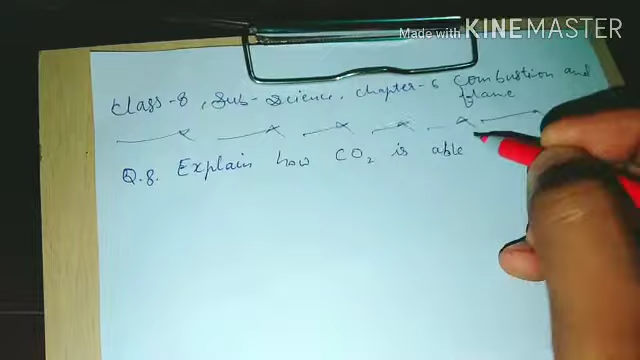 Made with KINEMASTER
Class-8, Sub-Science, Chapter-6 Combustion and
flame
Q.8. Explain how CO2 is able